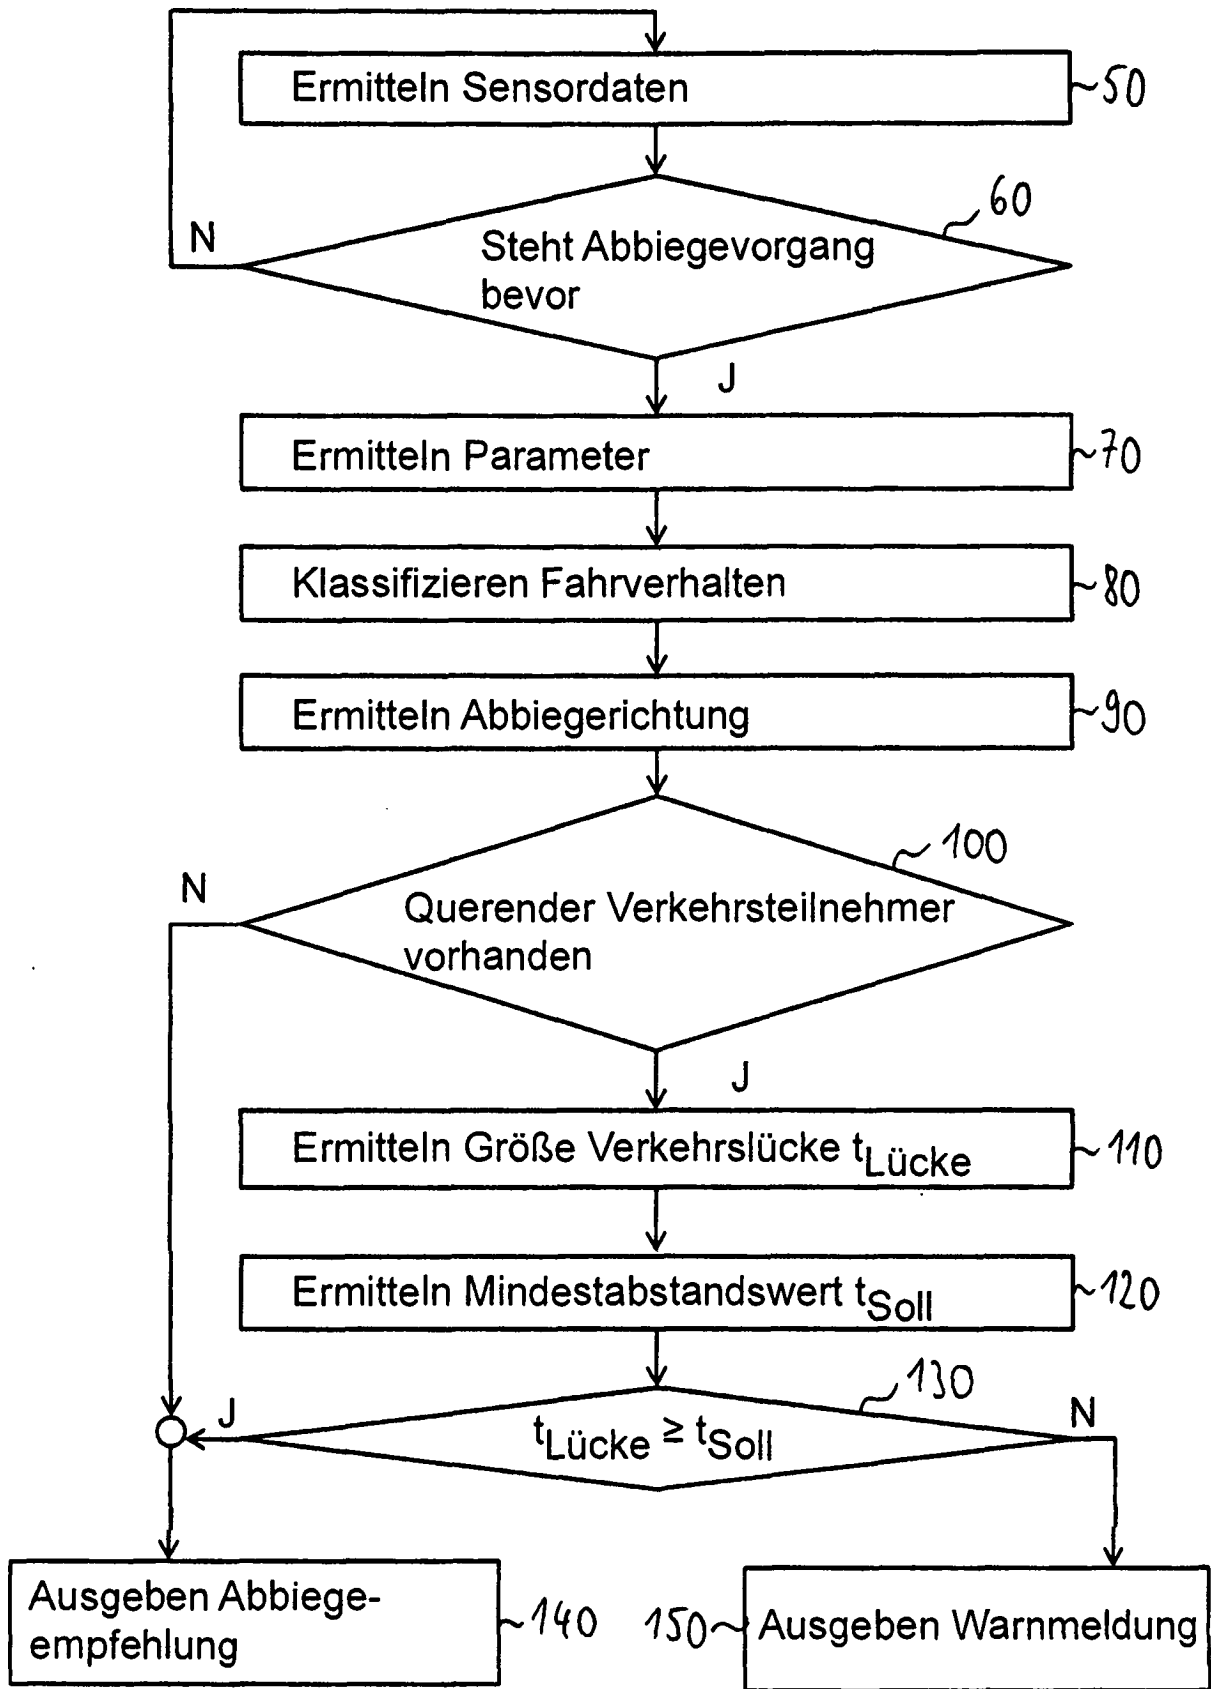 Ermitteln Sensordaten
50
60
N
Steht Abbiegevorgang
bevor
J
Ermitteln Parameter
70
Klassifizieren Fahrverhalten
80
Ermitteln Abbiegerichtung
90
100
N
Querender Verkehrsteilnehmer
vorhanden
J
Ermitteln Größe Verkehrslücke tLücke
110
Ermitteln Mindestabstandswert tSoll
120
130
J
N
tLücke ≥ tSoll
Ausgeben Abbiege-
empfehlung
140
150
Ausgeben Warnmeldung